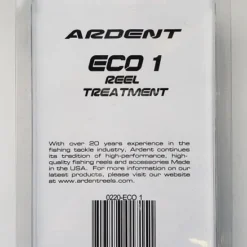 ARDENT
ECO 1
REEL
TREATMENT
With over 20 years experience in the
fishing tackle industry, Ardent continues
its tradition of high-performance, high-
quality fishing reels and accessories Made
in the USA. For more information on our
latest products, please visit our website
at www.ardentreels.com
0220-ECO 1